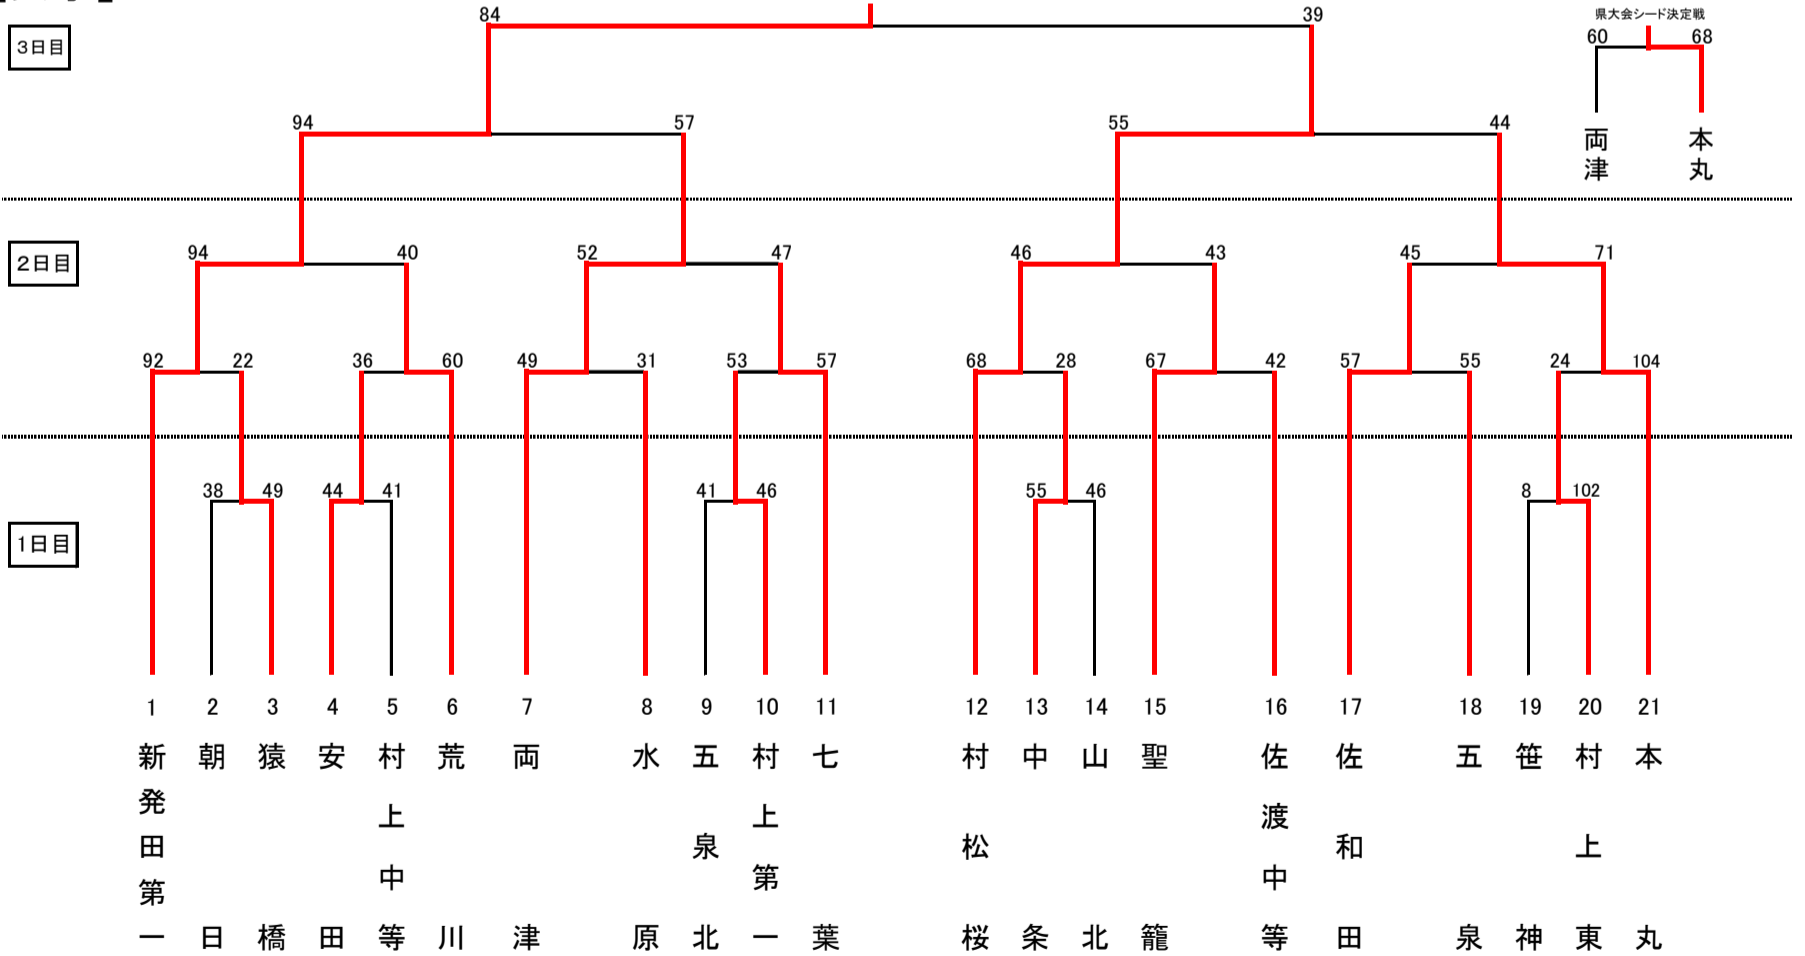 84 39
県大会シード決定戦
60 68
3日目
94 57 55 44
両津 本丸
2日目
94 40 52 47 46 43 45 71
92 22 36 60 49 31 53 57 68 28 67 42 57 55 24 104
38 49 44 41 41 46 55 46 8 102
1日目
1 2 3 4 5 6 7 8 9 10 11 12 13 14 15 16 17 18 19 20 21
新発田第一
朝日
猿橋
安田
村上中等
荒川
両津
水原
五泉北
村上第一
七葉
村松桜
中条
山北
聖籠
佐渡中等
佐和田
五泉
笹神
村上東
本丸